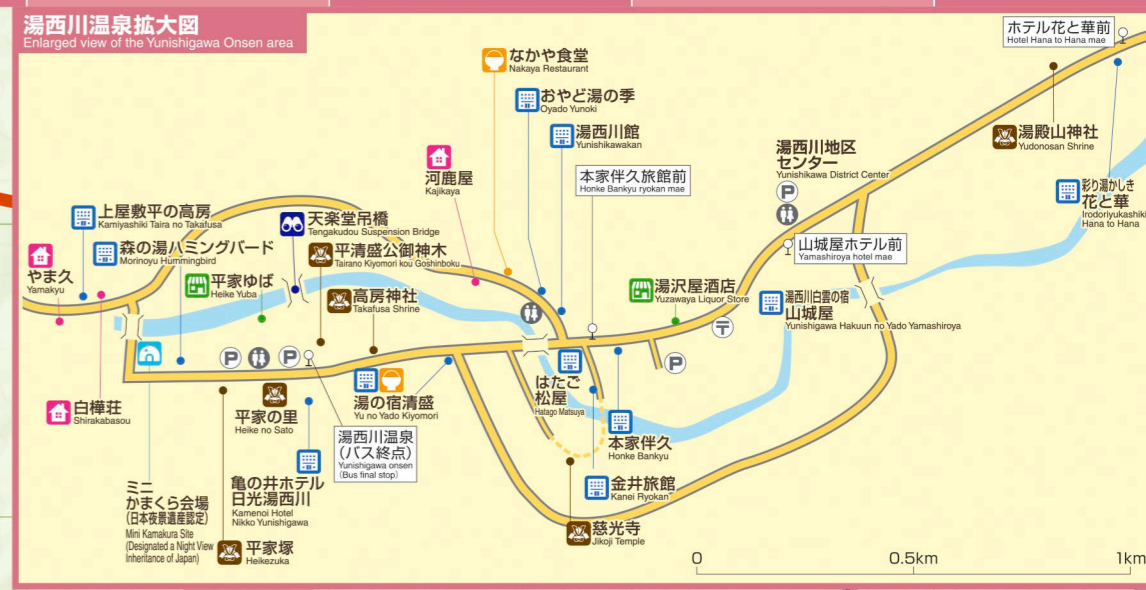 湯西川温泉拡大図
Enlarged view of the Yunishigawa Onsen area
ホテル花と華前
Hotel Hana to Hana mae
なかや食堂
Nakaya Restaurant
おやど湯の季
Oyado Yunoki
湯西川館
Yunishikawakan
湯殿山神社
Yudonosan Shrine
湯西川地区
センター
Yunishikawa District Center
P
河鹿屋
Kajikaya
本家伴久旅館前
Honke Bankyu ryokan mae
彩り湯かしき
花と華
Irodoriyukashiki
Hana to Hana
上屋敷平の高房
Kamiyashiki Taira no Takafusa
天楽堂吊橋
Tengakudou Suspension Bridge
森の湯ハミングバード
Morinoyu Hummingbird
平清盛公御神木
Tairano Kiyomori kou Goshinboku
山城屋ホテル前
Yamashiroya hotel mae
やま久
Yamakyu
平家ゆば
Heike Yuba
高房神社
Takafusa Shrine
湯沢屋酒店
Yuzawaya Liquor Store
湯西川白雲の宿
山城屋
Yunishigawa Hakuun no Yado Yamashiroya
〒
P
P
P
白樺荘
Shirakabasou
平家の里
Heike no Sato
湯の宿清盛
Yu no Yado Kiyomori
はたご
松屋
Hatago Matsuya
本家伴久
Honke Bankyu
湯西川温泉
(バス終点)
Yunishigawa onsen
(Bus final stop)
亀の井ホテル
日光湯西川
Kamenoi Hotel
Nikko Yunishigawa
金井旅館
Kanei Ryokan
ミニ
かまくら会場
(日本夜景遺産認定)
Mini Kamakura Site
(Designated a Night View
Inheritance of Japan)
平家塚
Heikezuka
慈光寺
Jikoji Temple
0
0.5km
1km